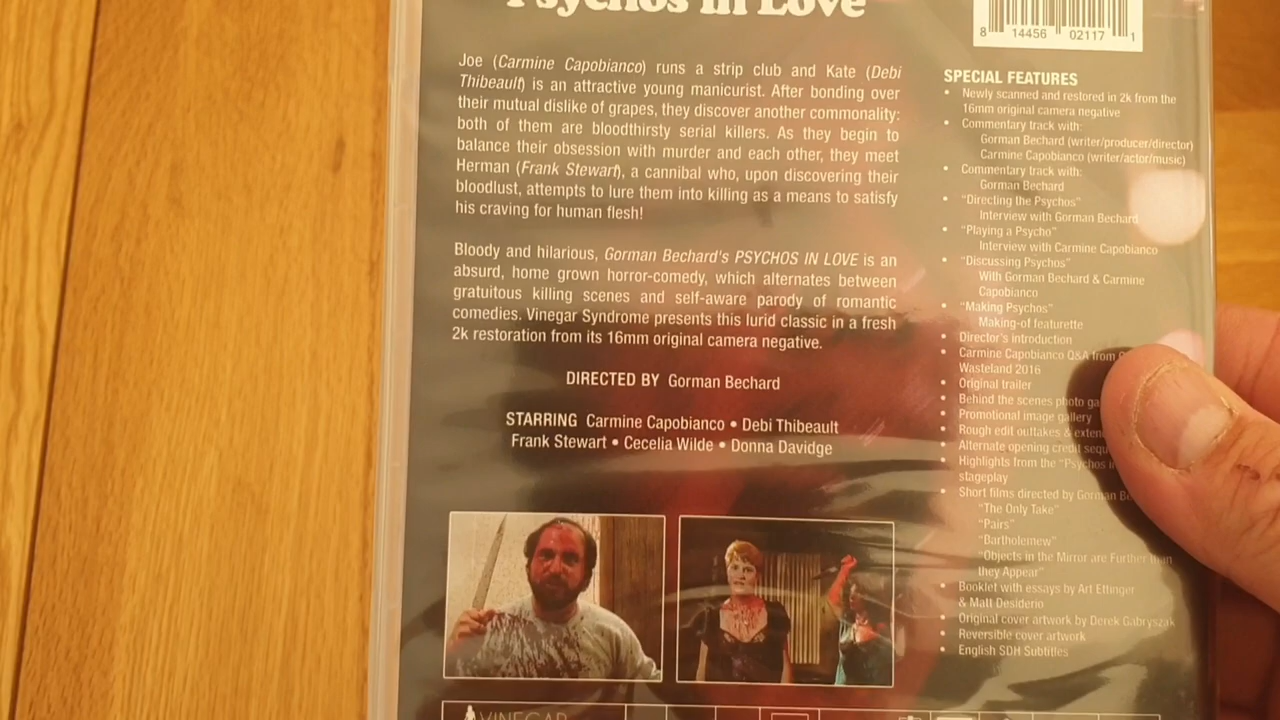 Psychos in Love
8 14456 02117 1
Joe (Carmine Capobianco) runs a strip club and Kate (Debi
Thibeault) is an attractive young manicurist. After bonding over
their mutual dislike of grapes, they discover another commonality:
both of them are bloodthirsty serial killers. As they begin to
balance their obsession with murder and each other, they meet
Herman (Frank Stewart), a cannibal who, upon discovering their
bloodlust, attempts to lure them into killing as a means to satisfy
his craving for human flesh!
Bloody and hilarious, Gorman Bechard's PSYCHOS IN LOVE is an
absurd, home grown horror-comedy, which alternates between
gratuitous killing scenes and self-aware parody of romantic
comedies. Vinegar Syndrome presents this lurid classic in a fresh
2k restoration from its 16mm original camera negative.
DIRECTED BY Gorman Bechard
STARRING Carmine Capobianco • Debi Thibeault
Frank Stewart • Cecelia Wilde • Donna Davidge
SPECIAL FEATURES
• Newly scanned and restored in 2k from the
16mm original camera negative
• Commentary track with:
Gorman Bechard (writer/producer/director)
Carmine Capobianco (writer/actor/music)
• Commentary track with:
Gorman Bechard
• "Directing the Psychos"
Interview with Gorman Bechard
• "Playing a Psycho"
Interview with Carmine Capobianco
• "Discussing Psychos"
With Gorman Bechard & Carmine
Capobianco
• "Making Psychos"
Making-of featurette
• Director's introduction
• Carmine Capobianco Q&A from
Wasteland 2016
• Original trailer
• Behind the scenes photo ga
• Promotional image gallery
• Rough edit outtakes & exten
• Alternate opening credit sequ
• Highlights from the "Psychos i
stageplay
• Short films directed by Gorman Be
"The Only Take"
"Pairs"
"Bartholemew"
"Objects in the Mirror are Further than
they Appear"
• Booklet with essays by Art Ettinger
& Matt Desiderio
• Original cover artwork by Derek Gabryszak
• Reversible cover artwork
• English SDH Subtitles
VINEGAR